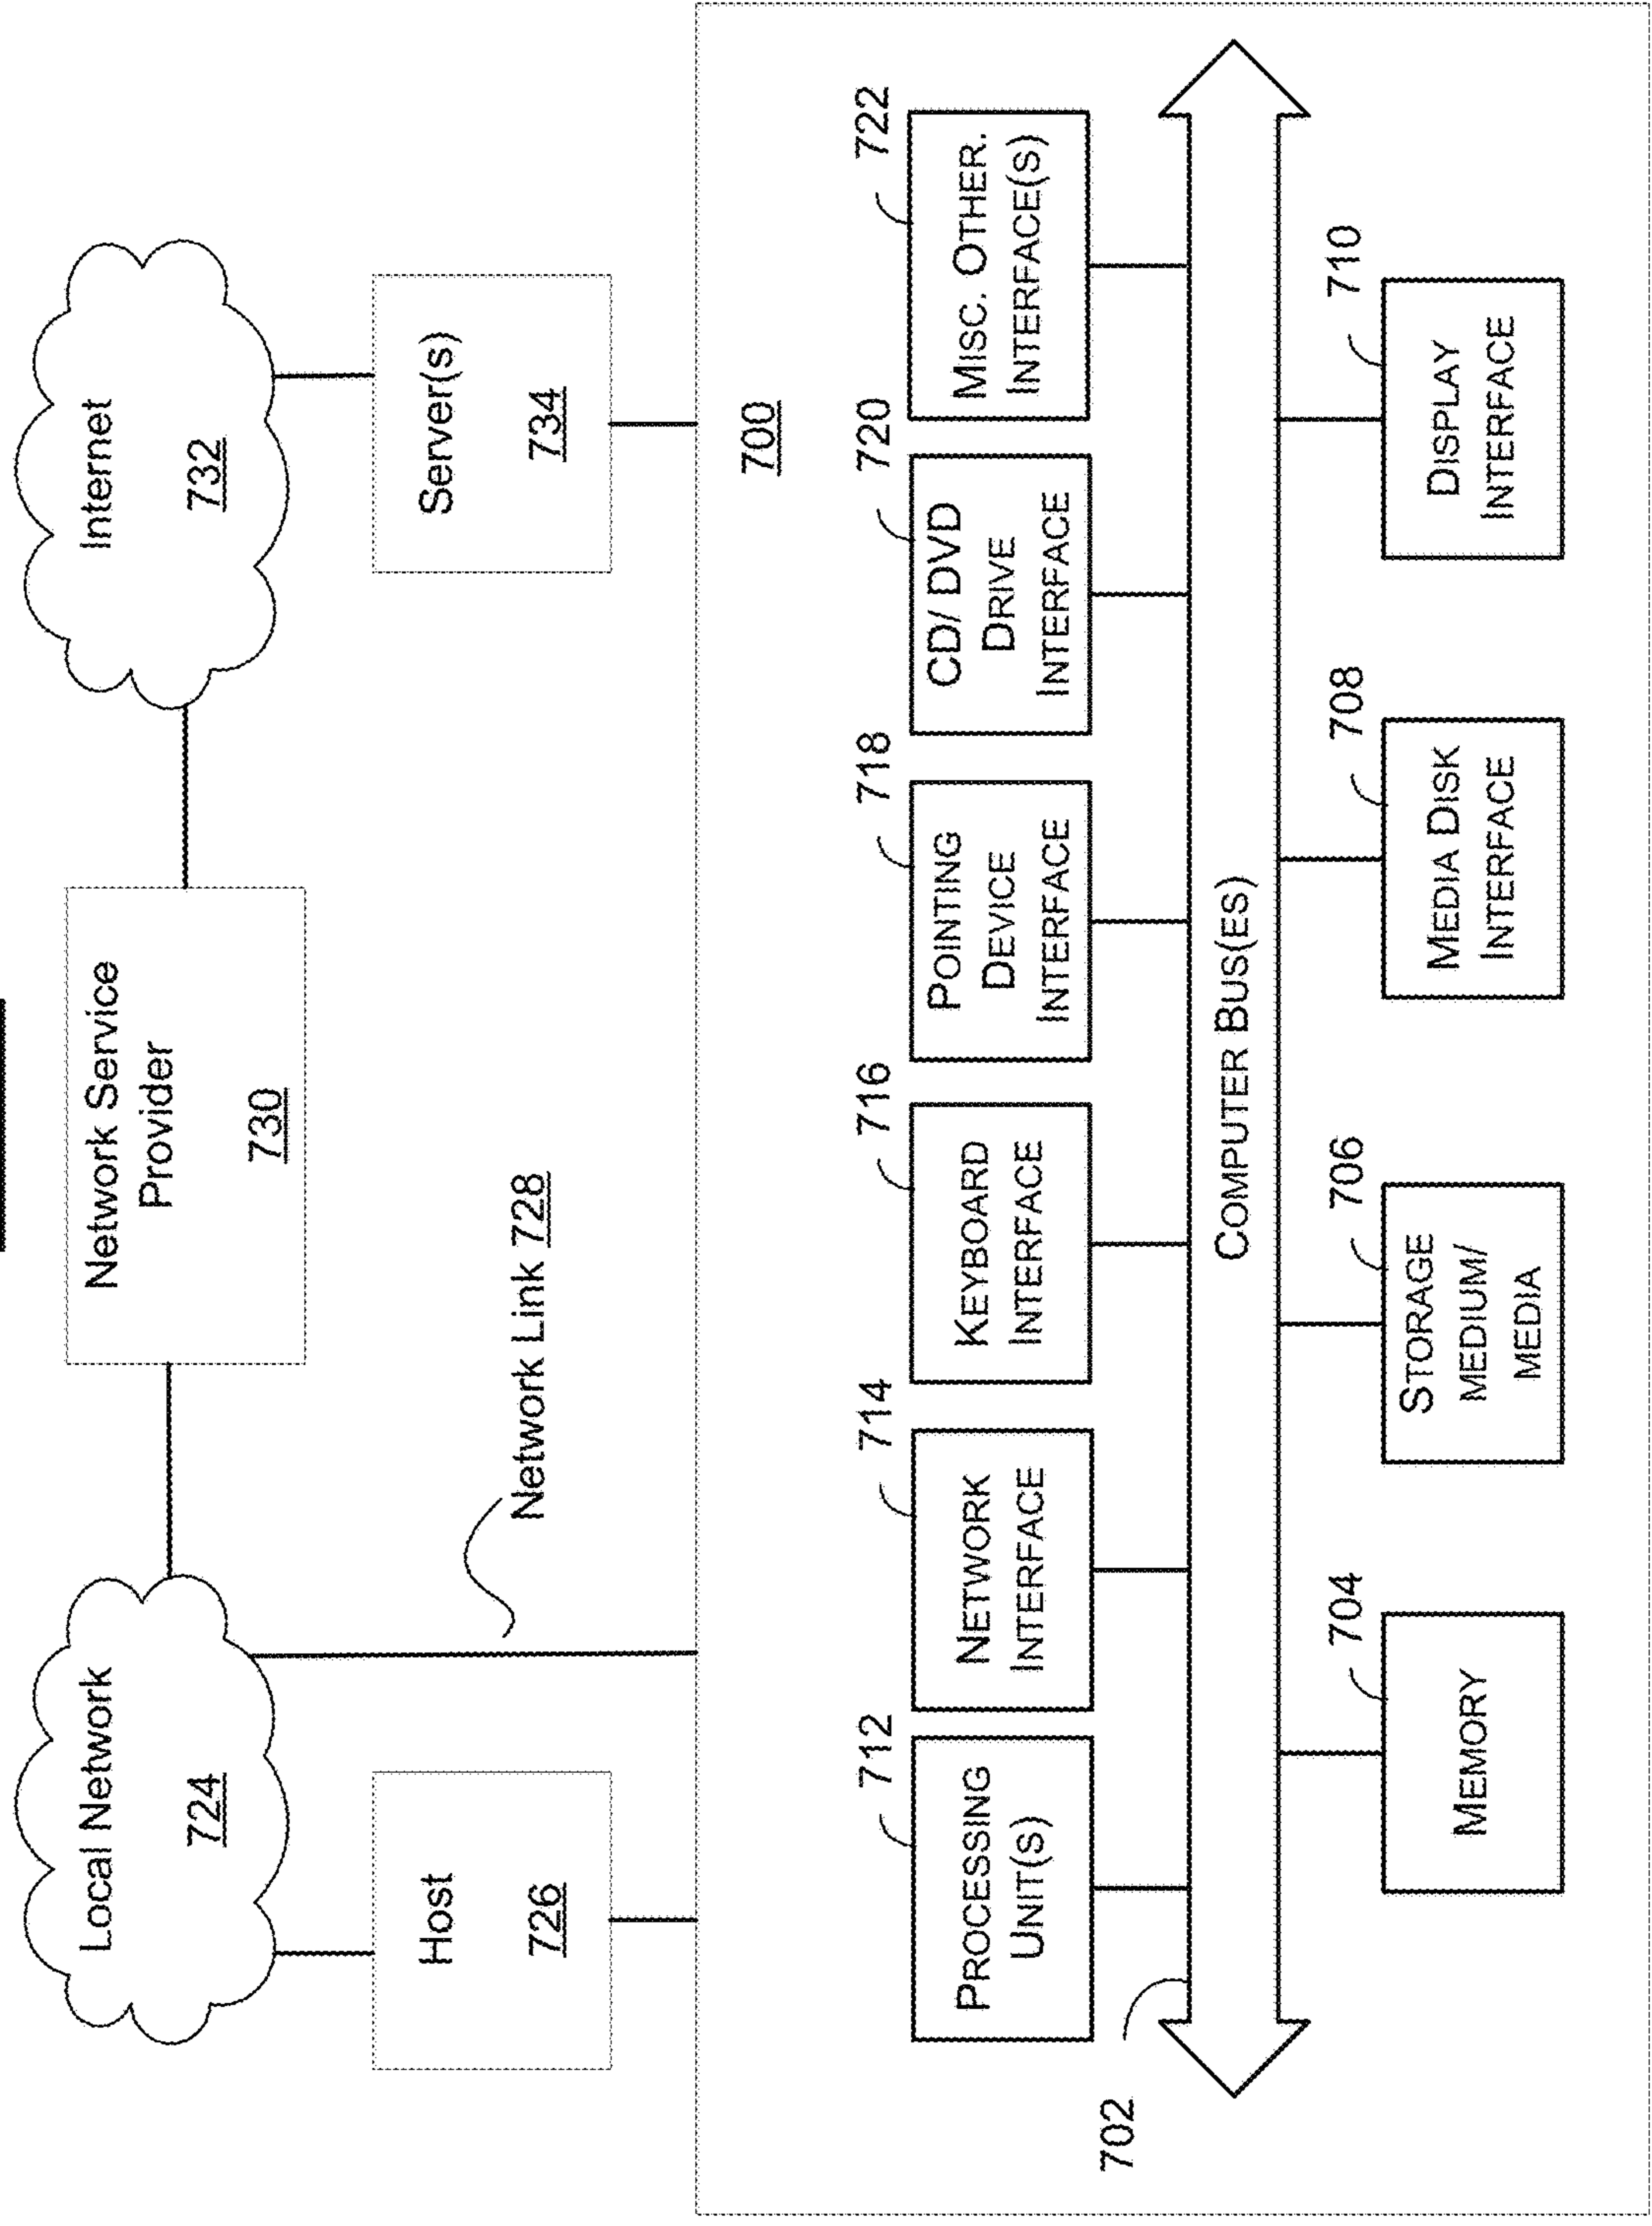 Local Network
724
Network Service
Provider
730
Internet
732
Host
726
Network Link 728
Server(s)
734
700
712
PROCESSING
UNIT(S)
714
NETWORK
INTERFACE
716
KEYBOARD
INTERFACE
718
POINTING
DEVICE
INTERFACE
720
CD/ DVD
DRIVE
INTERFACE
722
MISC. OTHER.
INTERFACE(S)
702
COMPUTER BUS(ES)
704
MEMORY
706
STORAGE
MEDIUM/
MEDIA
708
MEDIA DISK
INTERFACE
710
DISPLAY
INTERFACE